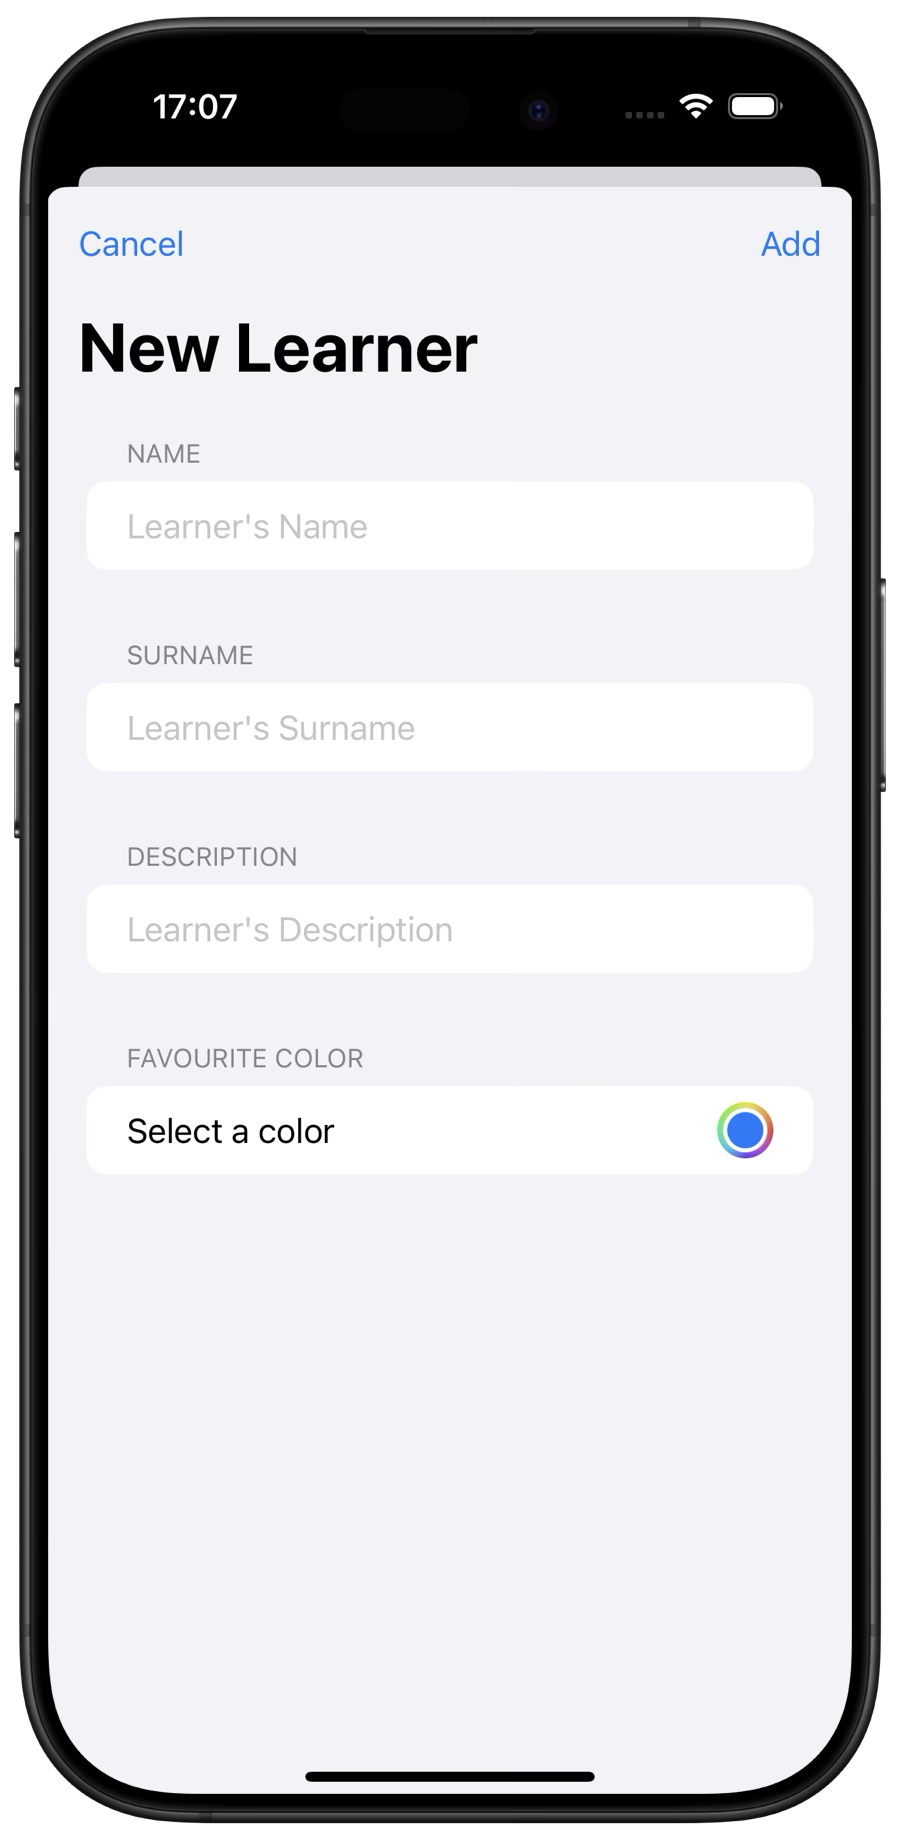 17:07
Cancel Add
New Learner
NAME
Learner's Name
SURNAME
Learner's Surname
DESCRIPTION
Learner's Description
FAVOURITE COLOR
Select a color